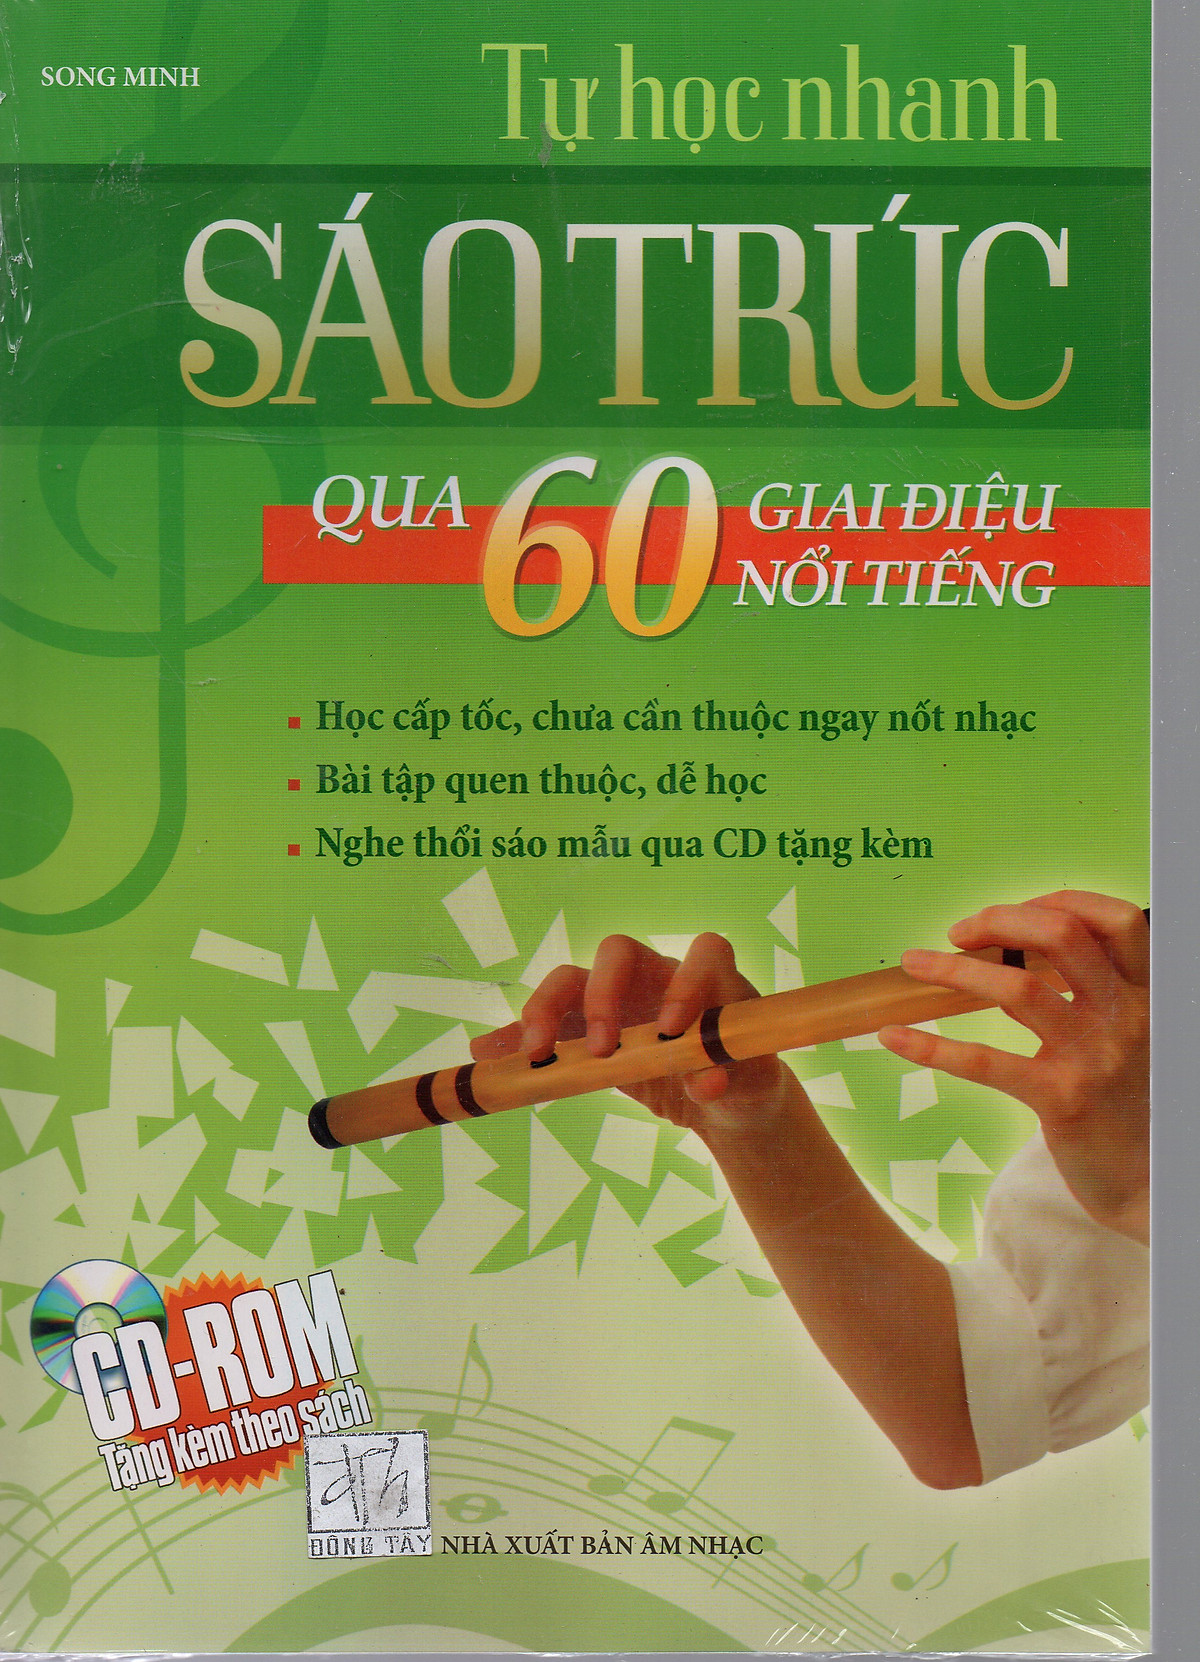 SONG MINH
Tự học nhanh
SÁO TRÚC
QUA 60 GIAI ĐIỆU
NỔI TIẾNG
Học cấp tốc, chưa cần thuộc ngay nốt nhạc
Bài tập quen thuộc, dễ học
Nghe thổi sáo mẫu qua CD tặng kèm
CD-ROM
Tặng kèm theo sách
ĐÔNG TÂY
NHÀ XUẤT BẢN ÂM NHẠC